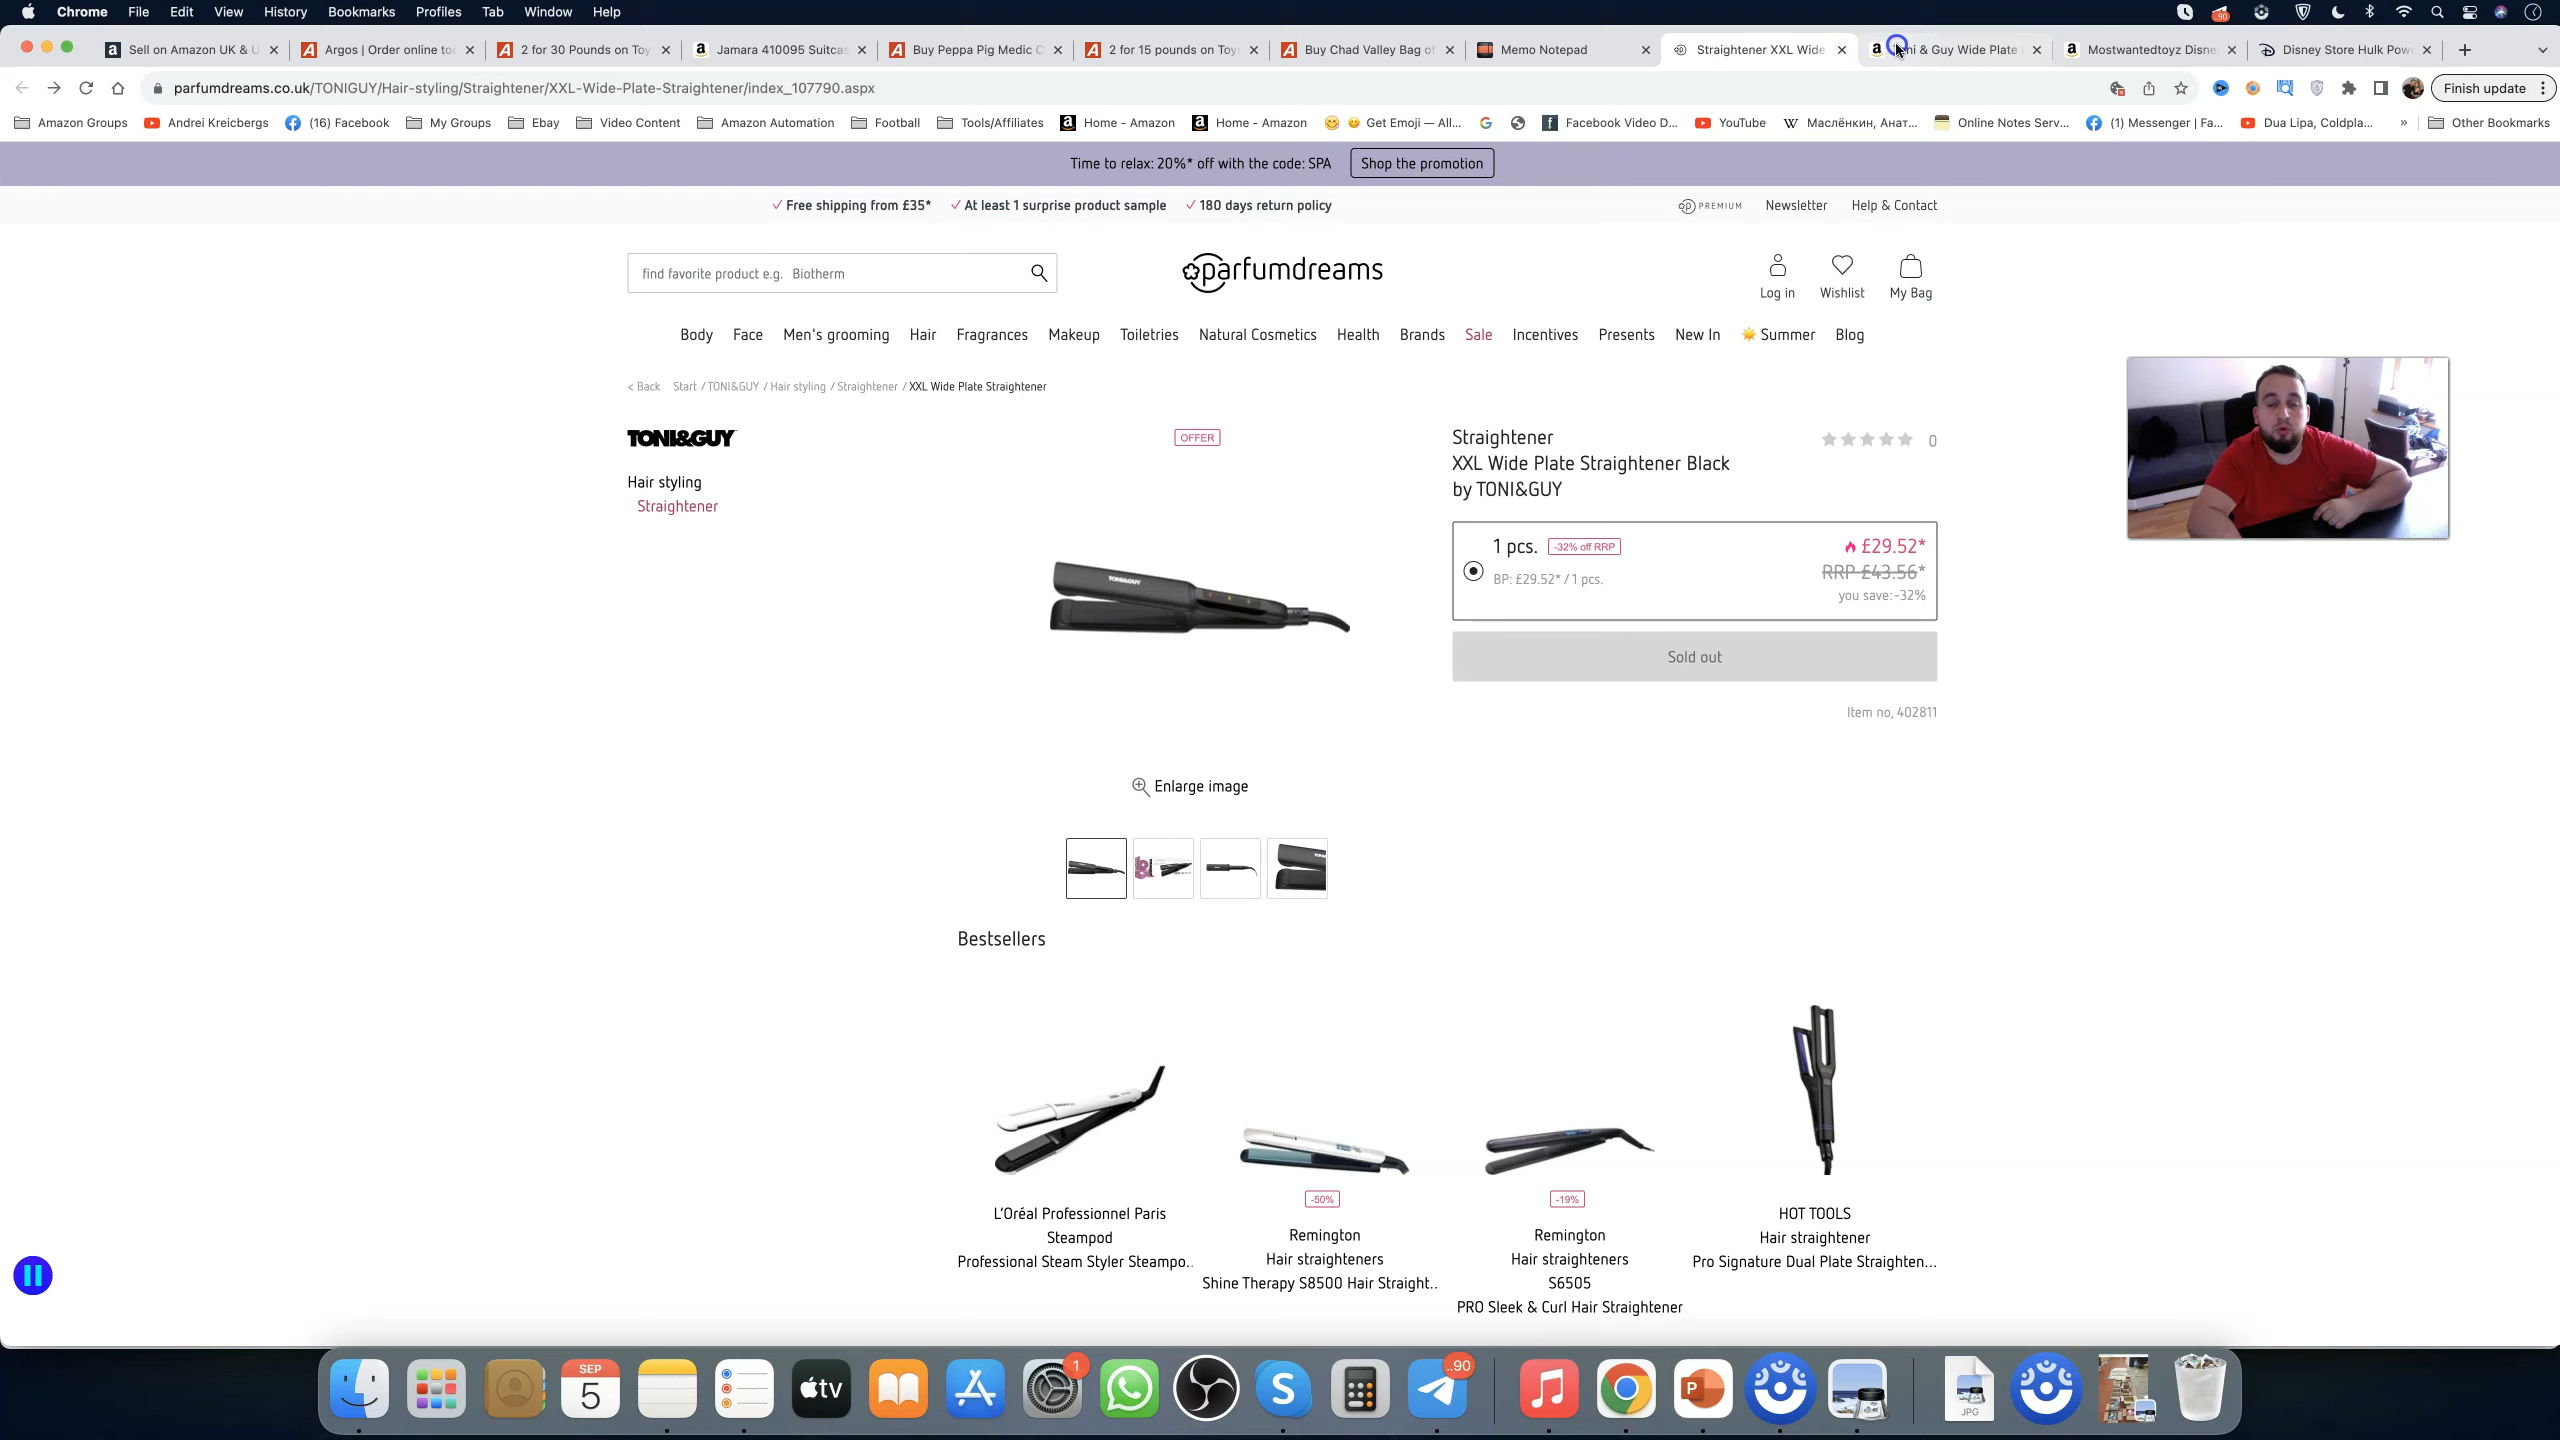 Chrome File Edit View History Bookmarks Profiles Tab Window Help
Sell on Amazon UK & U
Argos | Order online to
2 for 30 Pounds on Toy
Jamara 410095 Suitca
Buy Peppa Pig Medic C
2 for 15 pounds on Toy
Buy Chad Valley Bag of
Memo Notepad
Straightener XXL Wide
& Guy Wide Plate
Mostwantedtoyz Disne
Disney Store Hulk Pow
parfumdreams.co.uk/TONIGUY/Hair-styling/Straightener/XXL-Wide-Plate-Straightener/index_107790.aspx
Finish update
Amazon Groups
Andrei Kreicbergs
(16) Facebook
My Groups
Ebay
Video Content
Amazon Automation
Football
Tools/Affiliates
Home - Amazon
Home - Amazon
Get Emoji — All...
Facebook Video D...
YouTube
Маслёнкин, Анат...
Online Notes Serv...
(1) Messenger | Fa...
Dua Lipa, Coldpla...
»
Other Bookmarks
Time to relax: 20%* off with the code: SPA
Shop the promotion
Free shipping from £35*
At least 1 surprise product sample
180 days return policy
PREMIUM
Newsletter
Help & Contact
find favorite product e.g. Biotherm
parfumdreams
Log in
Wishlist
My Bag
Body Face Men's grooming Hair Fragrances Makeup Toiletries Natural Cosmetics Health Brands Sale Incentives Presents New In Summer Blog
< Back Start / TONI&GUY / Hair styling / Straightener / XXL Wide Plate Straightener
TONI&GUY
Hair styling
Straightener
OFFER
TONI&GUY
Straightener
XXL Wide Plate Straightener Black
by TONI&GUY
0
1 pcs.
-32% off RRP
£29.52*
BP: £29.52* / 1 pcs.
RRP £43.56*
you save: -32%
Sold out
Item no, 402811
Enlarge image
Bestsellers
L'Oréal Professionnel Paris
Steampod
Professional Steam Styler Steampo..
-50%
Remington
Hair straighteners
Shine Therapy S8500 Hair Straight..
-19%
Remington
Hair straighteners
S6505
PRO Sleek & Curl Hair Straightener
HOT TOOLS
Hair straightener
Pro Signature Dual Plate Straighten...
SEP
5
tv
1
..90
JPG